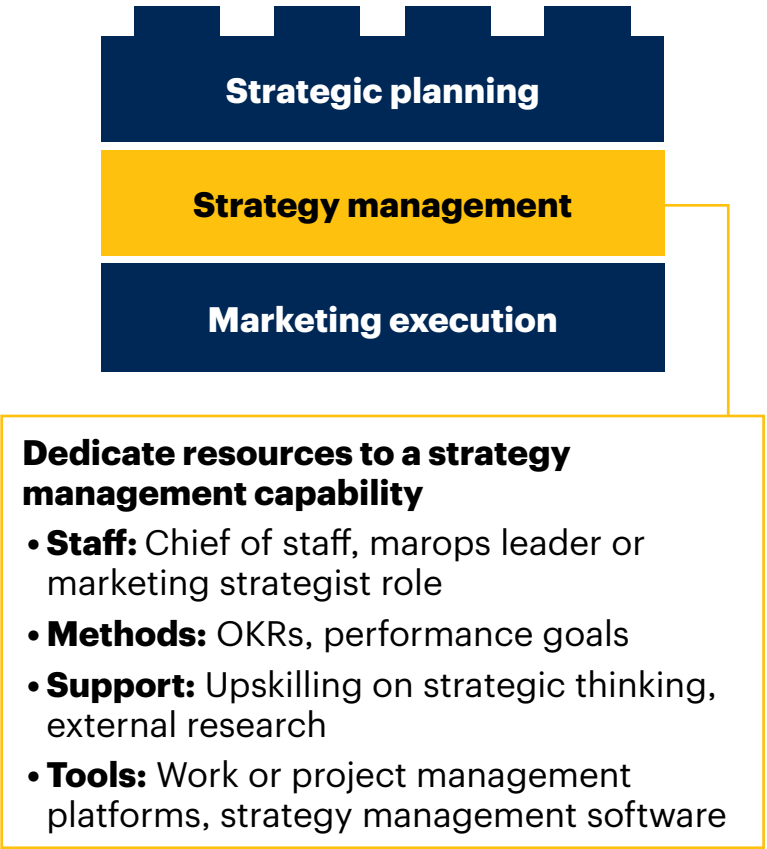 Strategic planning
Strategy management
Marketing execution
Dedicate resources to a strategy
management capability
• Staff: Chief of staff, marops leader or
marketing strategist role
• Methods: OKRs, performance goals
• Support: Upskilling on strategic thinking,
external research
• Tools: Work or project management
platforms, strategy management software